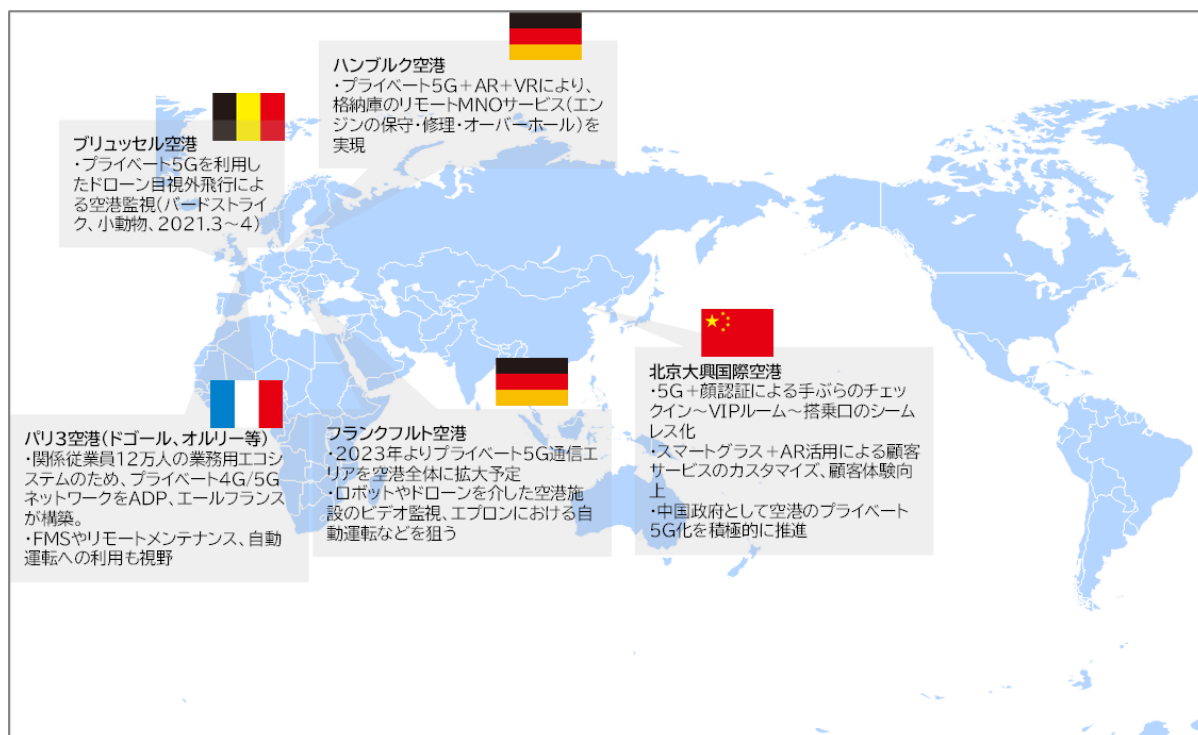 ハンブルク空港
・プライベート5G＋AR＋VRにより、
格納庫のリモートMNOサービス(エン
ジンの保守・修理・オーバーホール)を
実現
ブリュッセル空港
・プライベート5Gを利用し
たドローン目視外飛行によ
る空港監視(バードストライ
ク、小動物、2021.3～4)
パリ3空港(ドゴール、オルリー等)
・関係従業員12万人の業務用エコシ
ステムのため、プライベート4G/5G
ネットワークをADP、エールフランス
が構築。
・FMSやリモートメンテナンス、自動
運転への利用も視野
フランクフルト空港
・2023年よりプライベート5G通信エ
リアを空港全体に拡大予定
・ロボットやドローンを介した空港施
設のビデオ監視、エプロンにおける自
動運転などを狙う
北京大興国際空港
・5G＋顔認証による手ぶらのチェック
イン～VIPルーム～搭乗口のシーム
レス化
・スマートグラス＋AR活用による顧客
サービスのカスタマイズ、顧客体験向
上
・中国政府として空港のプライベート
5G化を積極的に推進